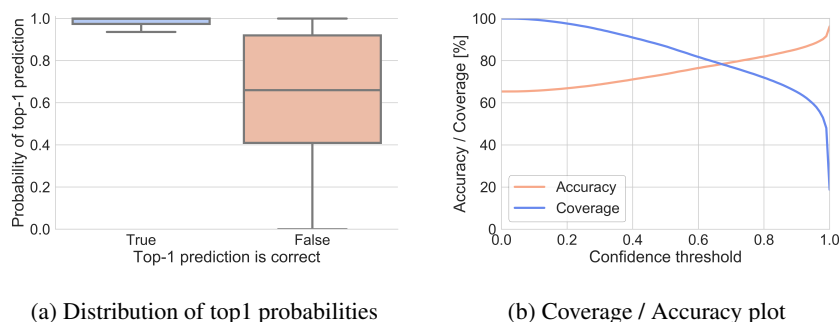 Probability of top-1 prediction
1.0
0.8
0.6
0.4
0.2
0.0
True
False
Top-1 prediction is correct
(a) Distribution of top1 probabilities
Accuracy / Coverage [%]
100
80
60
40
20
0
Accuracy
Coverage
0.0 0.2 0.4 0.6 0.8 1.0
Confidence threshold
(b) Coverage / Accuracy plot